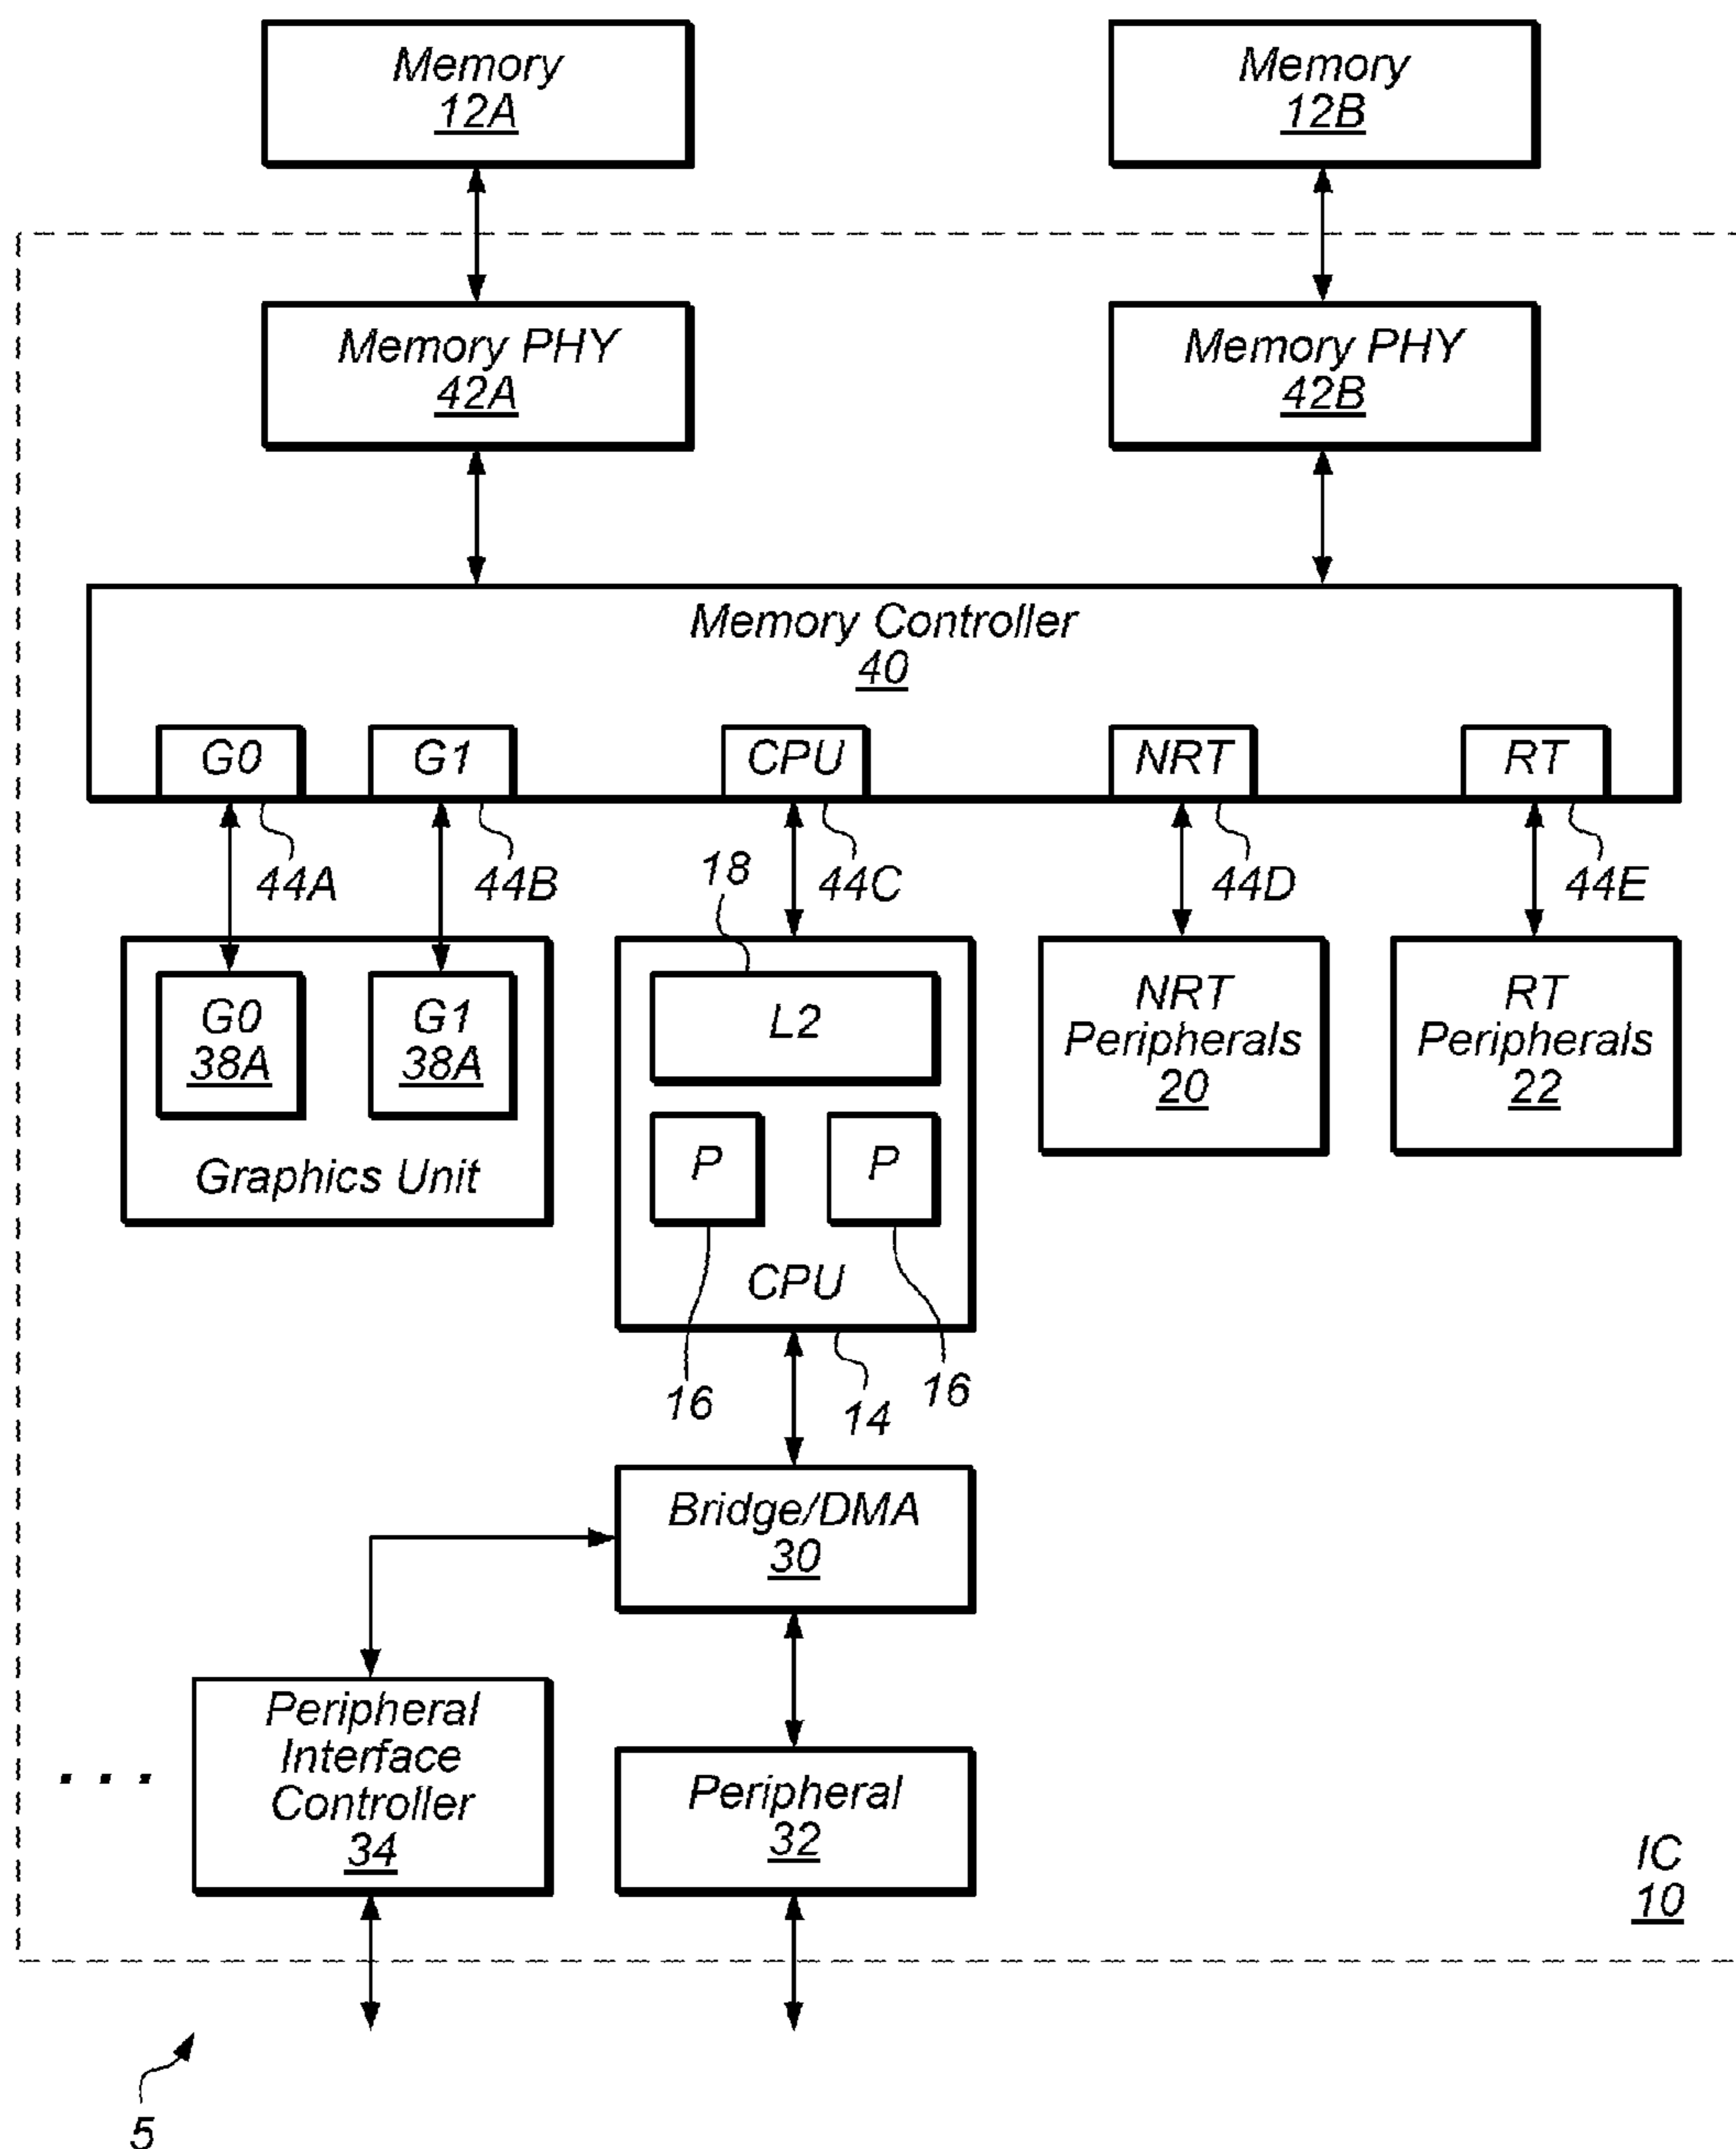 Memory
12A
Memory
12B
Memory PHY
42A
Memory PHY
42B
Memory Controller
40
G0
G1
CPU
NRT
RT
44A
44B
18
44C
44D
44E
G0
38A
G1
38A
Graphics Unit
L2
P
P
CPU
NRT
Peripherals
20
RT
Peripherals
22
16
14
16
Bridge/DMA
30
Peripheral
Interface
Controller
34
. . .
Peripheral
32
IC
10
5